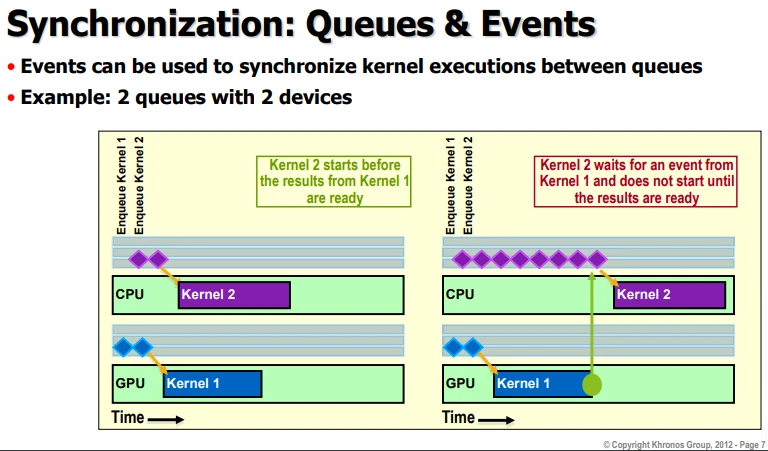 Synchronization: Queues & Events
• Events can be used to synchronize kernel executions between queues
• Example: 2 queues with 2 devices
Enqueue Kernel 1
Enqueue Kernel 2
Kernel 2 starts before
the results from Kernel 1
are ready
CPU
Kernel 2
GPU
Kernel 1
Time
Enqueue Kernel 1
Enqueue Kernel 2
Kernel 2 waits for an event from
Kernel 1 and does not start until
the results are ready
CPU
Kernel 2
GPU
Kernel 1
Time
© Copyright Khronos Group, 2012 - Page 7